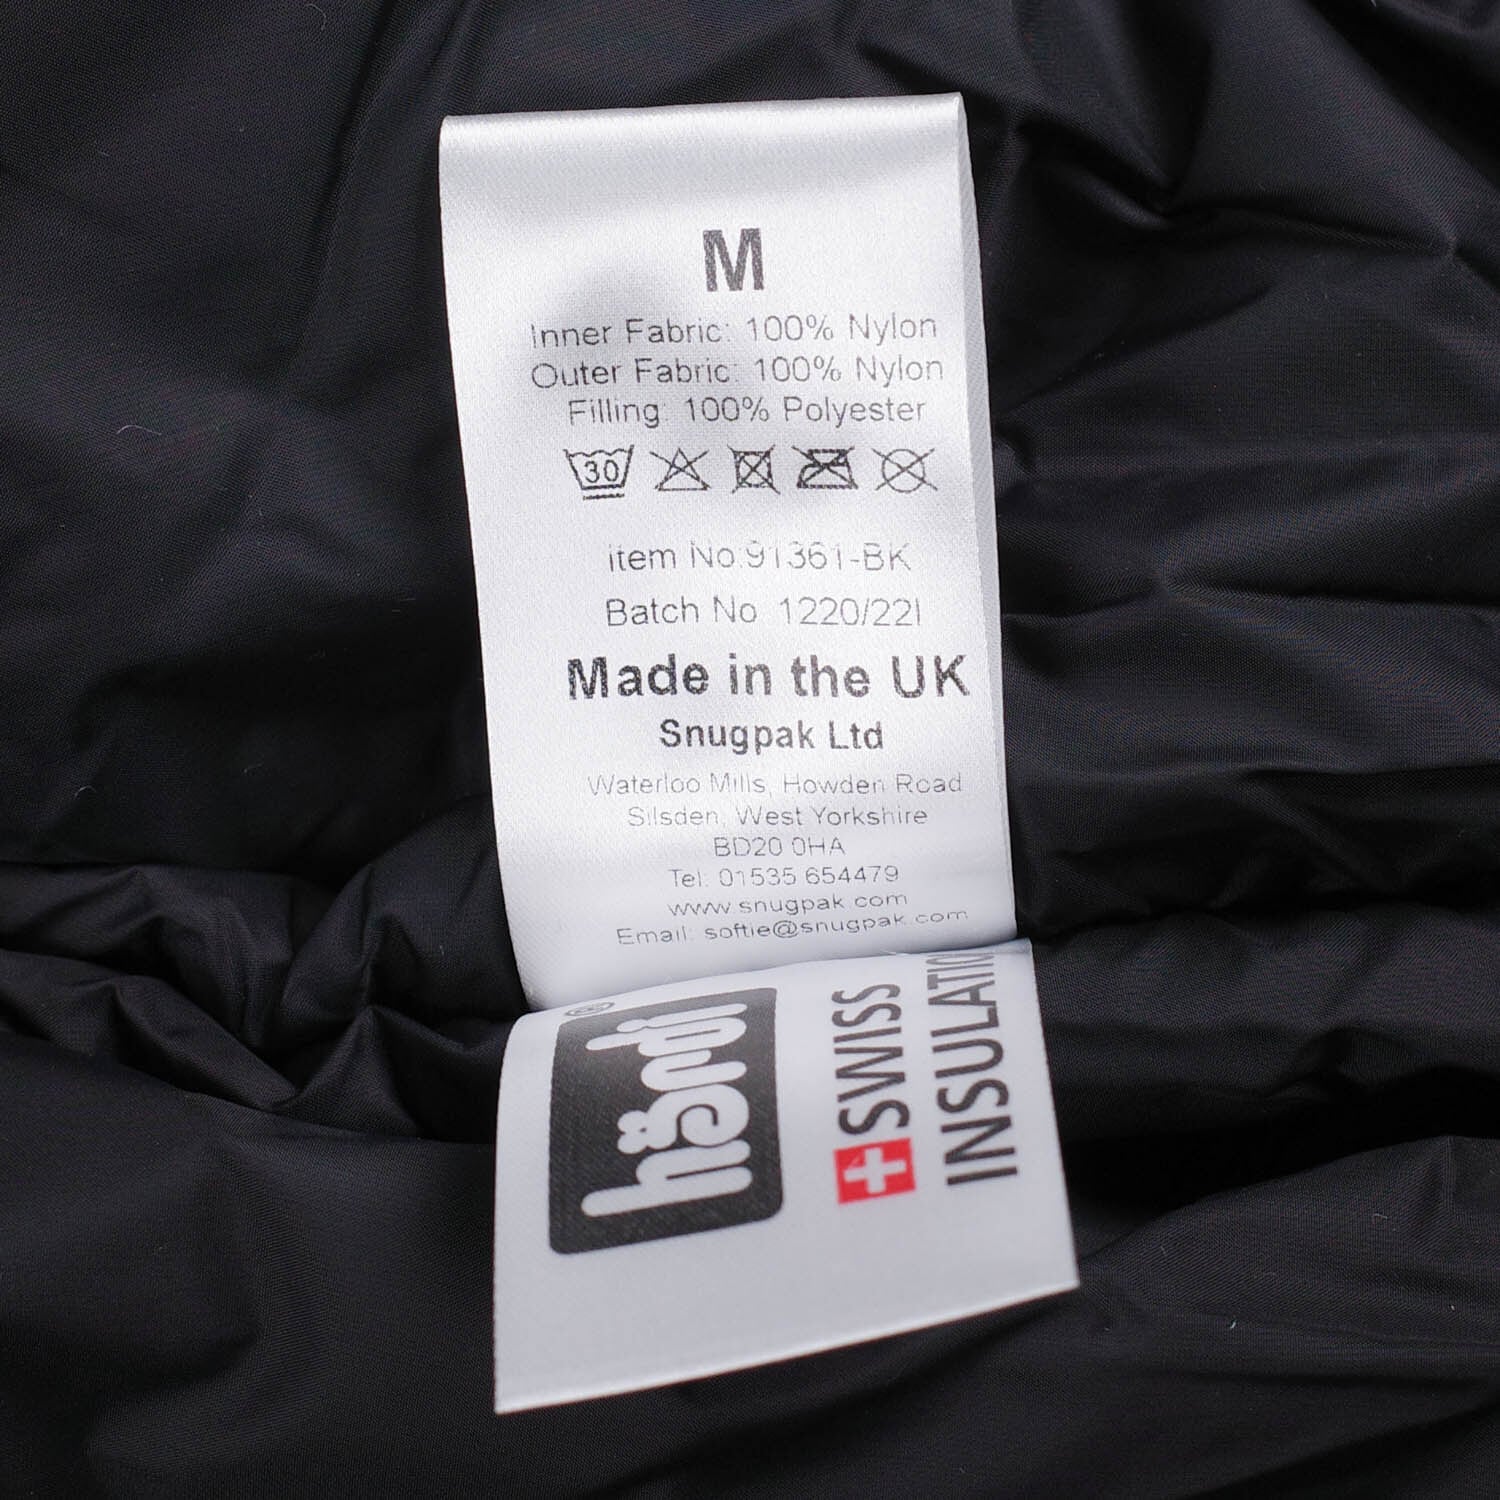 M
Inner Fabric: 100% Nylon
Outer Fabric: 100% Nylon
Filling: 100% Polyester
30
item No.91361-BK
Batch No 1220/22I
Made in the UK
Snugpak Ltd
Waterloo Mills, Howden Road
Silsden, West Yorkshire
BD20 0HA
Tel: 01535 654479
www.snugpak.com
Email: softie@snugpak.com
hördi®
SWISS
INSULATIO